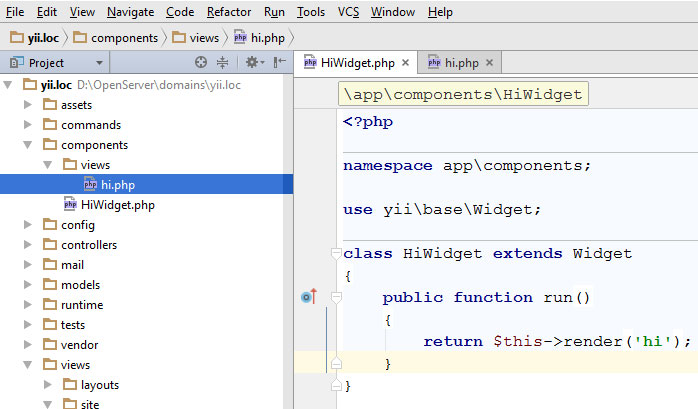 File Edit View Navigate Code Refactor Run Tools VCS Window Help
yii.loc components views hi.php
Project
HiWidget.php hi.php
yii.loc D:\OpenServer\domains\yii.loc
assets
commands
components
views
hi.php
HiWidget.php
config
controllers
mail
models
runtime
tests
vendor
views
layouts
site
\app\components\HiWidget
<?php
namespace app\components;
use yii\base\Widget;
class HiWidget extends Widget
{
public function run()
{
return $this->render('hi');
}
}